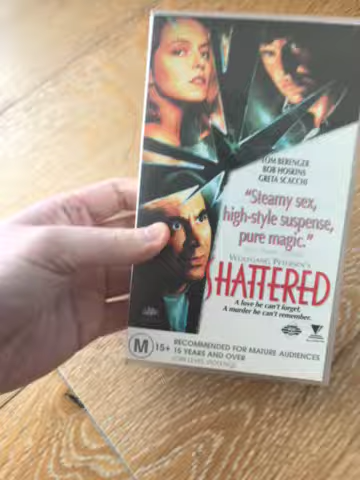 TOM BERENGER
BOB HOSKINS
GRETA SCACCHI
"Steamy sex,
high-style suspense,
pure magic."
WOLFGANG PETERSEN'S
SHATTERED
A love he can't forget.
A murder he can't remember.
M 15+ RECOMMENDED FOR MATURE AUDIENCES
15 YEARS AND OVER